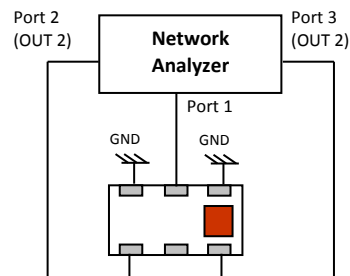 Port 2
(OUT 2)
Network
Analyzer
Port 3
(OUT 2)
Port 1
GND
GND